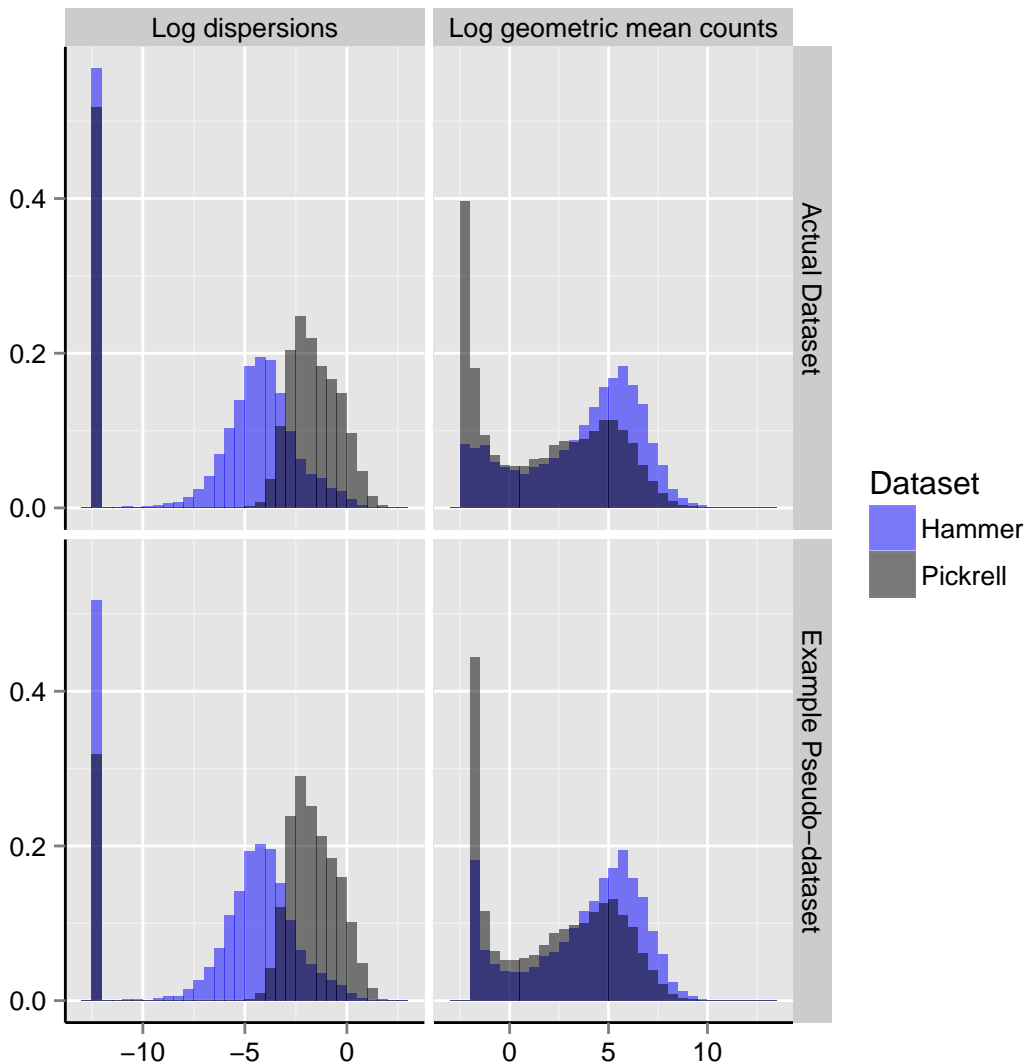 Log dispersions
Log geometric mean counts
0.4
0.2
0.0
Actual Dataset
0.4
0.2
0.0
Example Pseudo−dataset
−10
−5
0
0
5
10
Dataset
Hammer
Pickrell